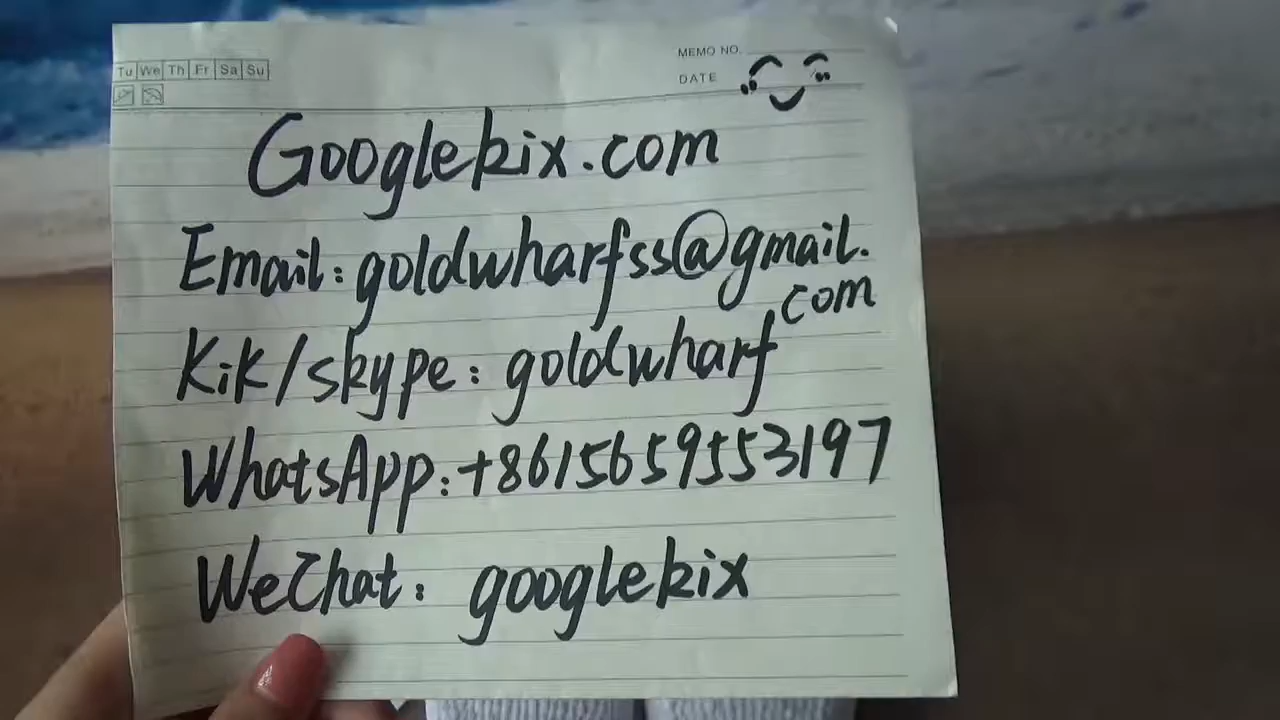 MEMO NO.
Tu We Th Fr Sa Su
DATE
Googlekix.com
Email: goldwharfss@gmail.
com
Kik/skype: goldwharf
WhatsApp: +8615659553197
WeChat: googlekix